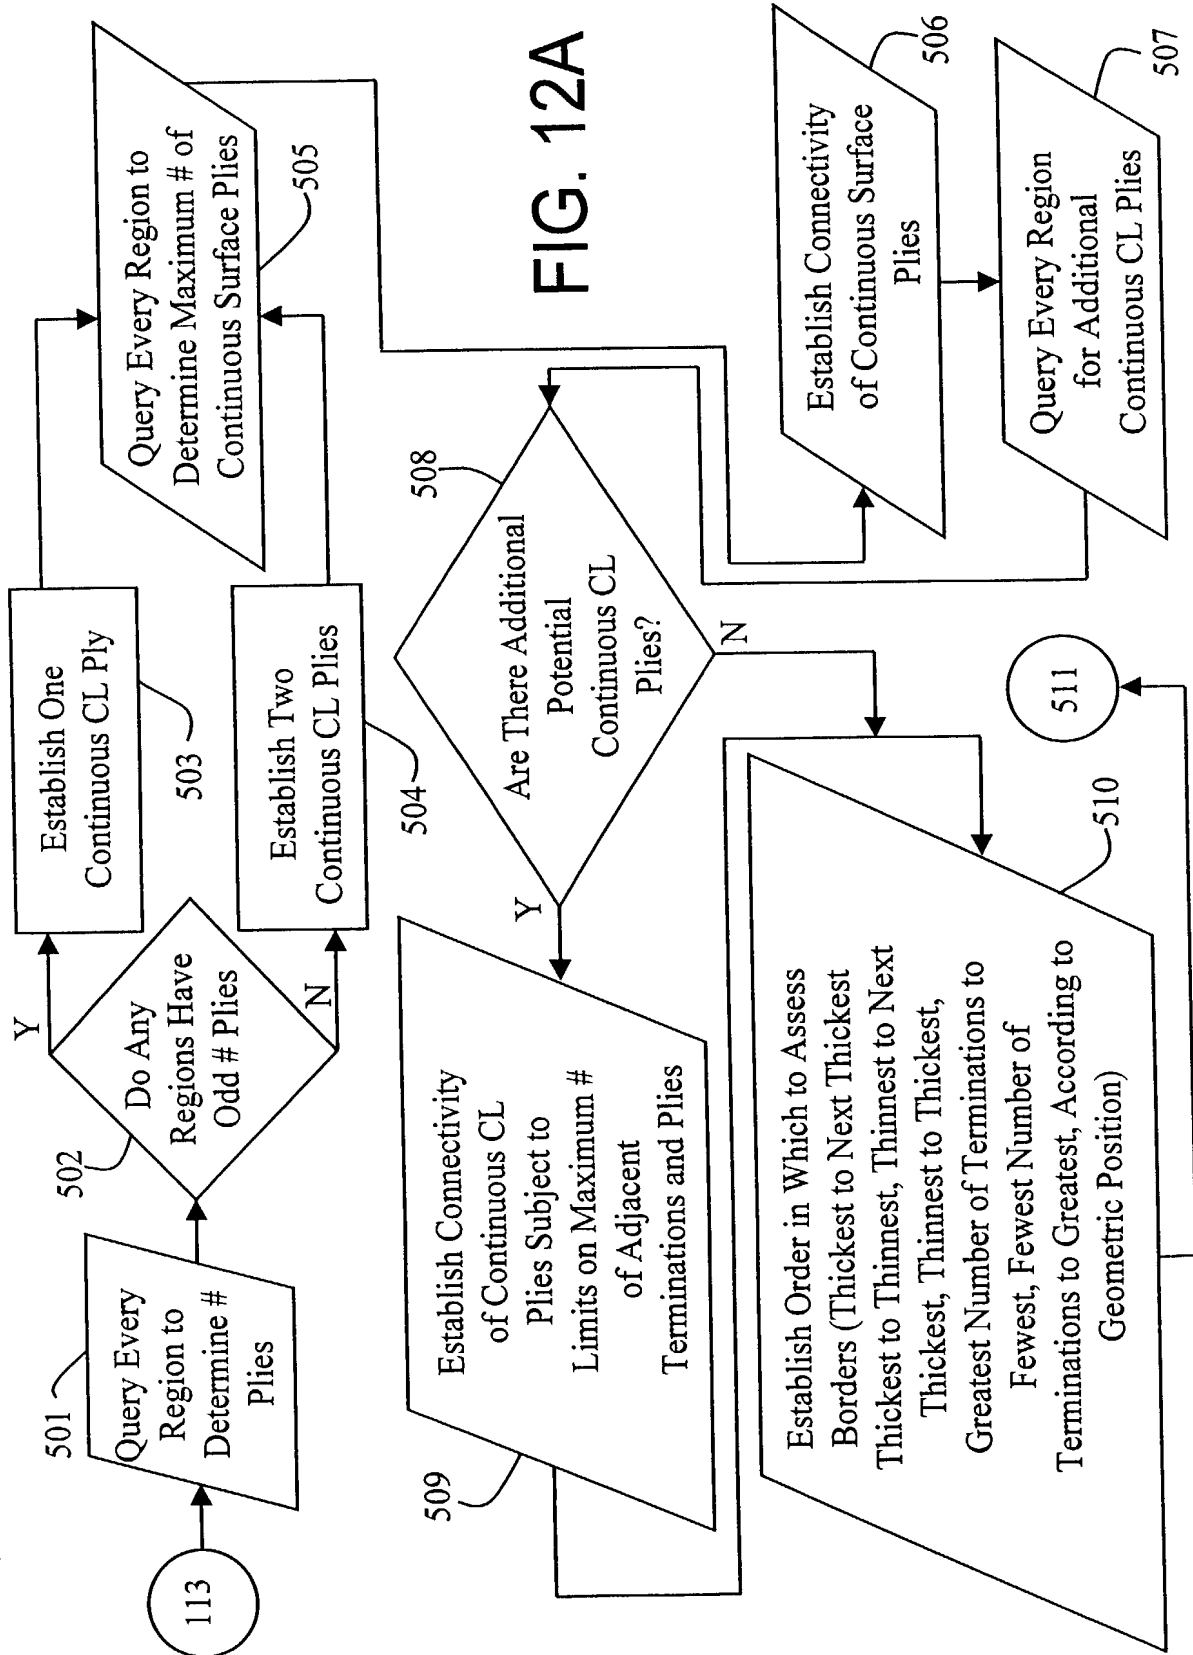 113
501
Query Every
Region to
Determine #
Plies
502
Do Any
Regions Have
Odd # Plies
Y
N
Establish One
Continuous CL Ply
503
Establish Two
Continuous CL Plies
504
Query Every Region to
Determine Maximum # of
Continuous Surface Plies
505
FIG. 12A
Establish Connectivity
of Continuous Surface
Plies
506
Query Every Region
for Additional
Continuous CL Plies
507
508
Are There Additional
Potential
Continuous CL
Plies?
Y
N
Establish Connectivity
of Continuous CL
Plies Subject to
Limits on Maximum #
of Adjacent
Terminations and Plies
509
Establish Order in Which to Assess
Borders (Thickest to Next Thickest
Thickest to Thinnest, Thinnest to Next
Thickest, Thinnest to Thickest,
Greatest Number of Terminations to
Fewest, Fewest Number of
Terminations to Greatest, According to
Geometric Position)
510
511